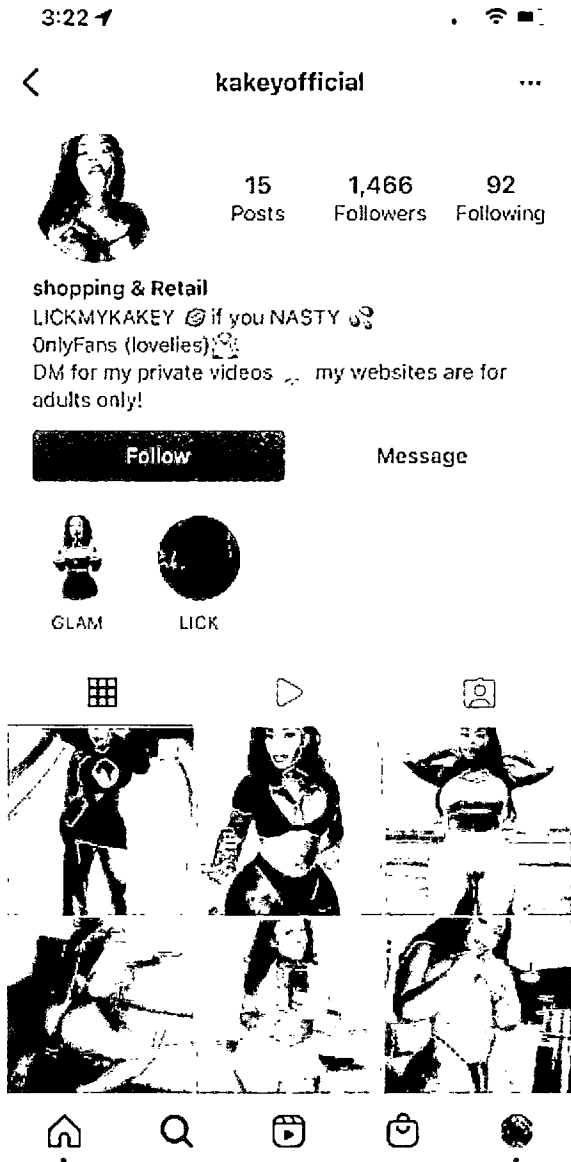 3:22
kakeyofficial
15 1,466 92
Posts Followers Following
shopping & Retail
LICKMYKAKEY if you NASTY
OnlyFans (lovelies)
DM for my private videos my websites are for
adults only!
Follow Message
GLAM LICK